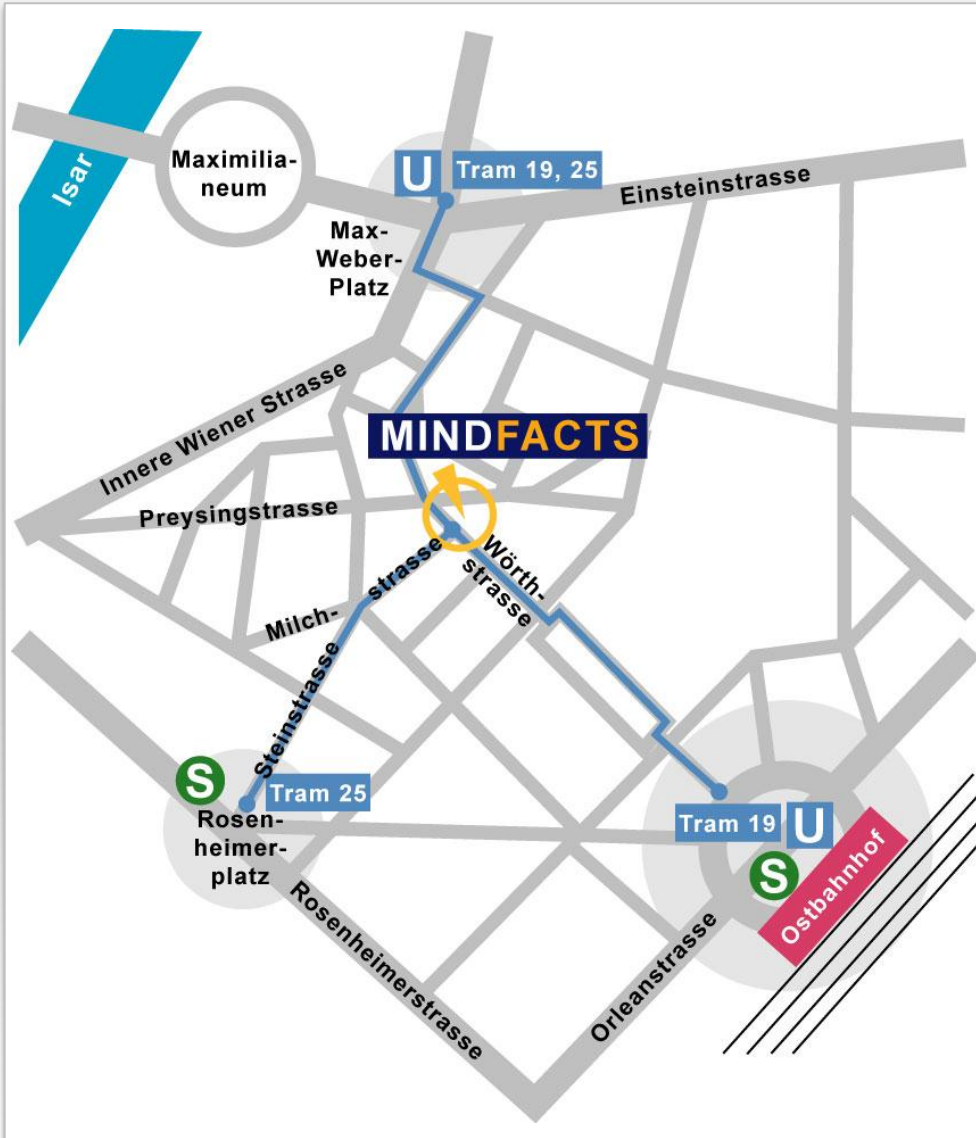 Isar
Maximilia-
neum
U
Tram 19, 25
Einsteinstrasse
Max-
Weber-
Platz
Innere Wiener Strasse
MINDFACTS
Preysingstrasse
Milch-
strasse
Wörth-
strasse
Steinstrasse
S
Tram 25
Rosen-
heimer-
platz
Tram 19
U
S
Ostbahnhof
Rosenheimerstrasse
Orleanstrasse